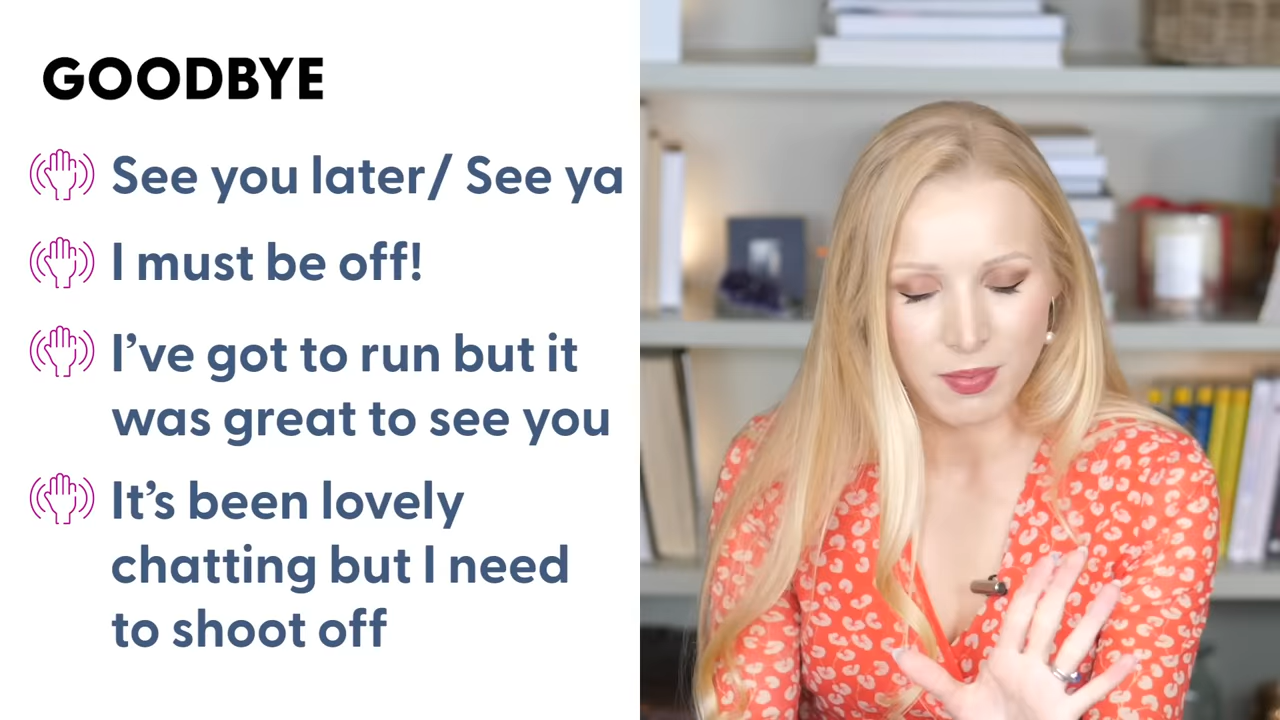 GOODBYE
See you later/ See ya
I must be off!
I’ve got to run but it
was great to see you
It’s been lovely
chatting but I need
to shoot off